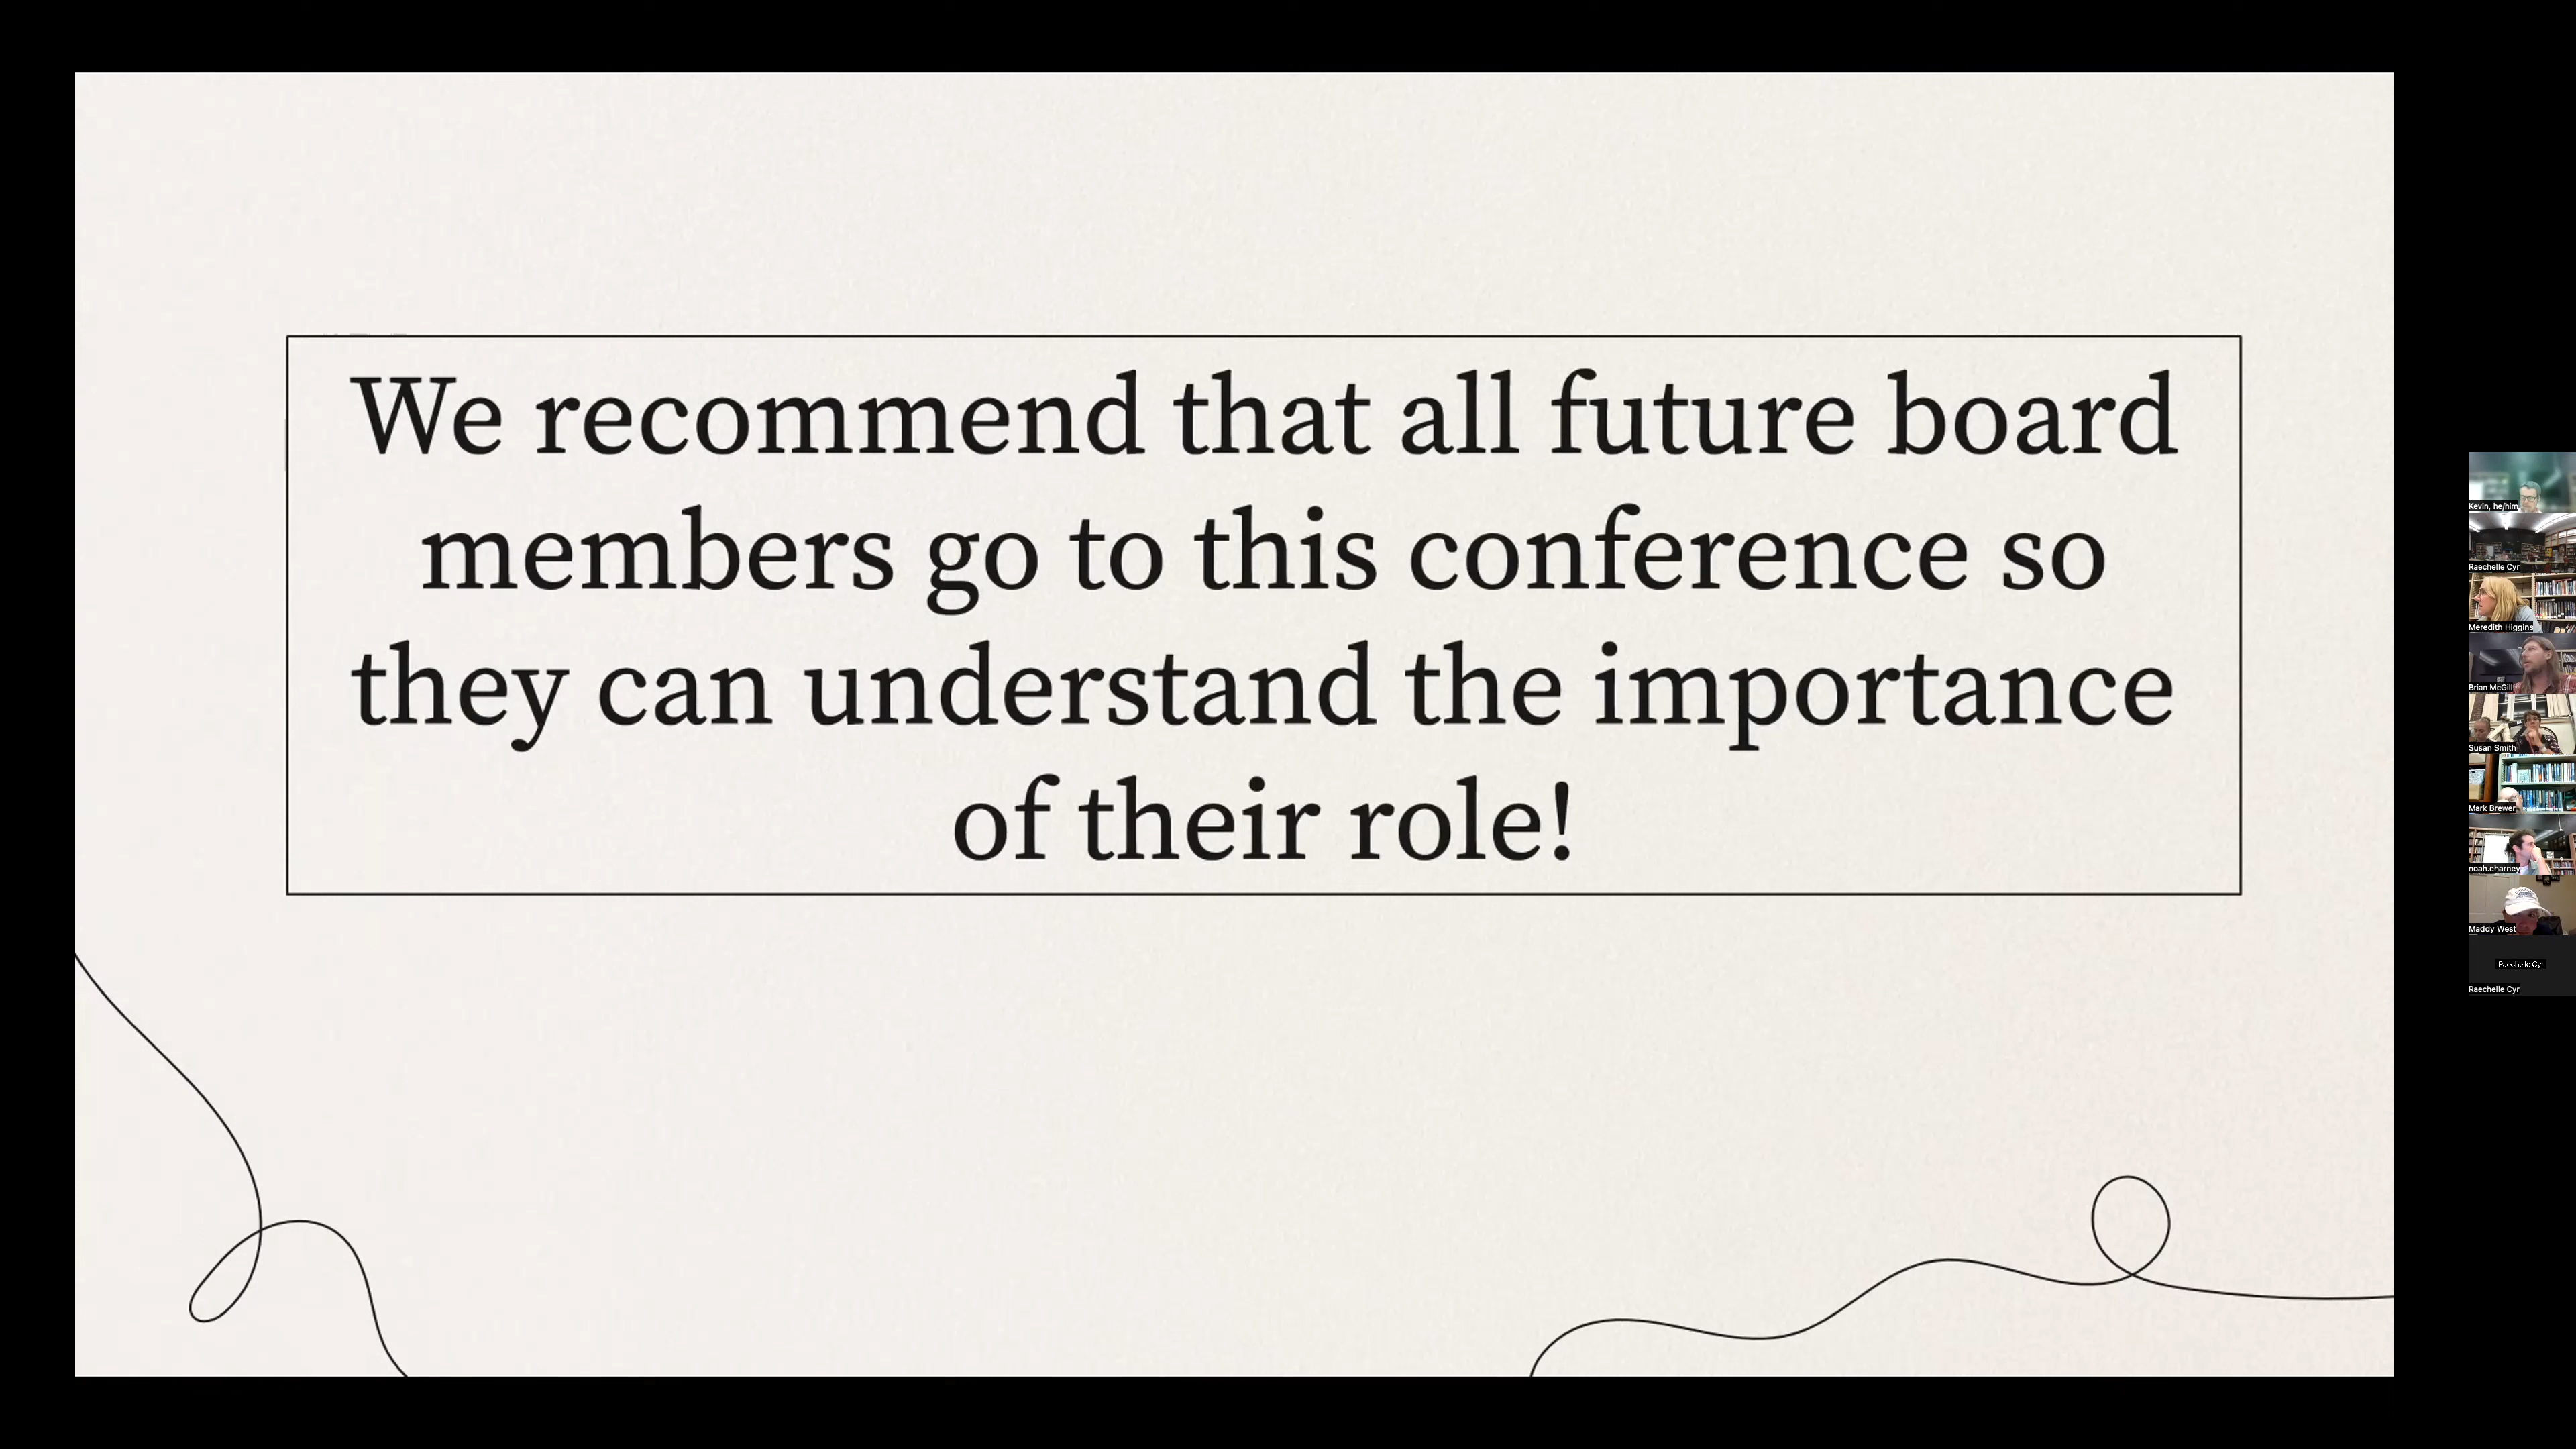 We recommend that all future board
members go to this conference so
they can understand the importance
of their role!
Kevin, he/him
Raechelle Cyr
Meredith Higgins
Brian McGill
Susan Smith
Mark Brewer
noah.charney
Maddy West
Raechelle Cyr
Raechelle Cyr